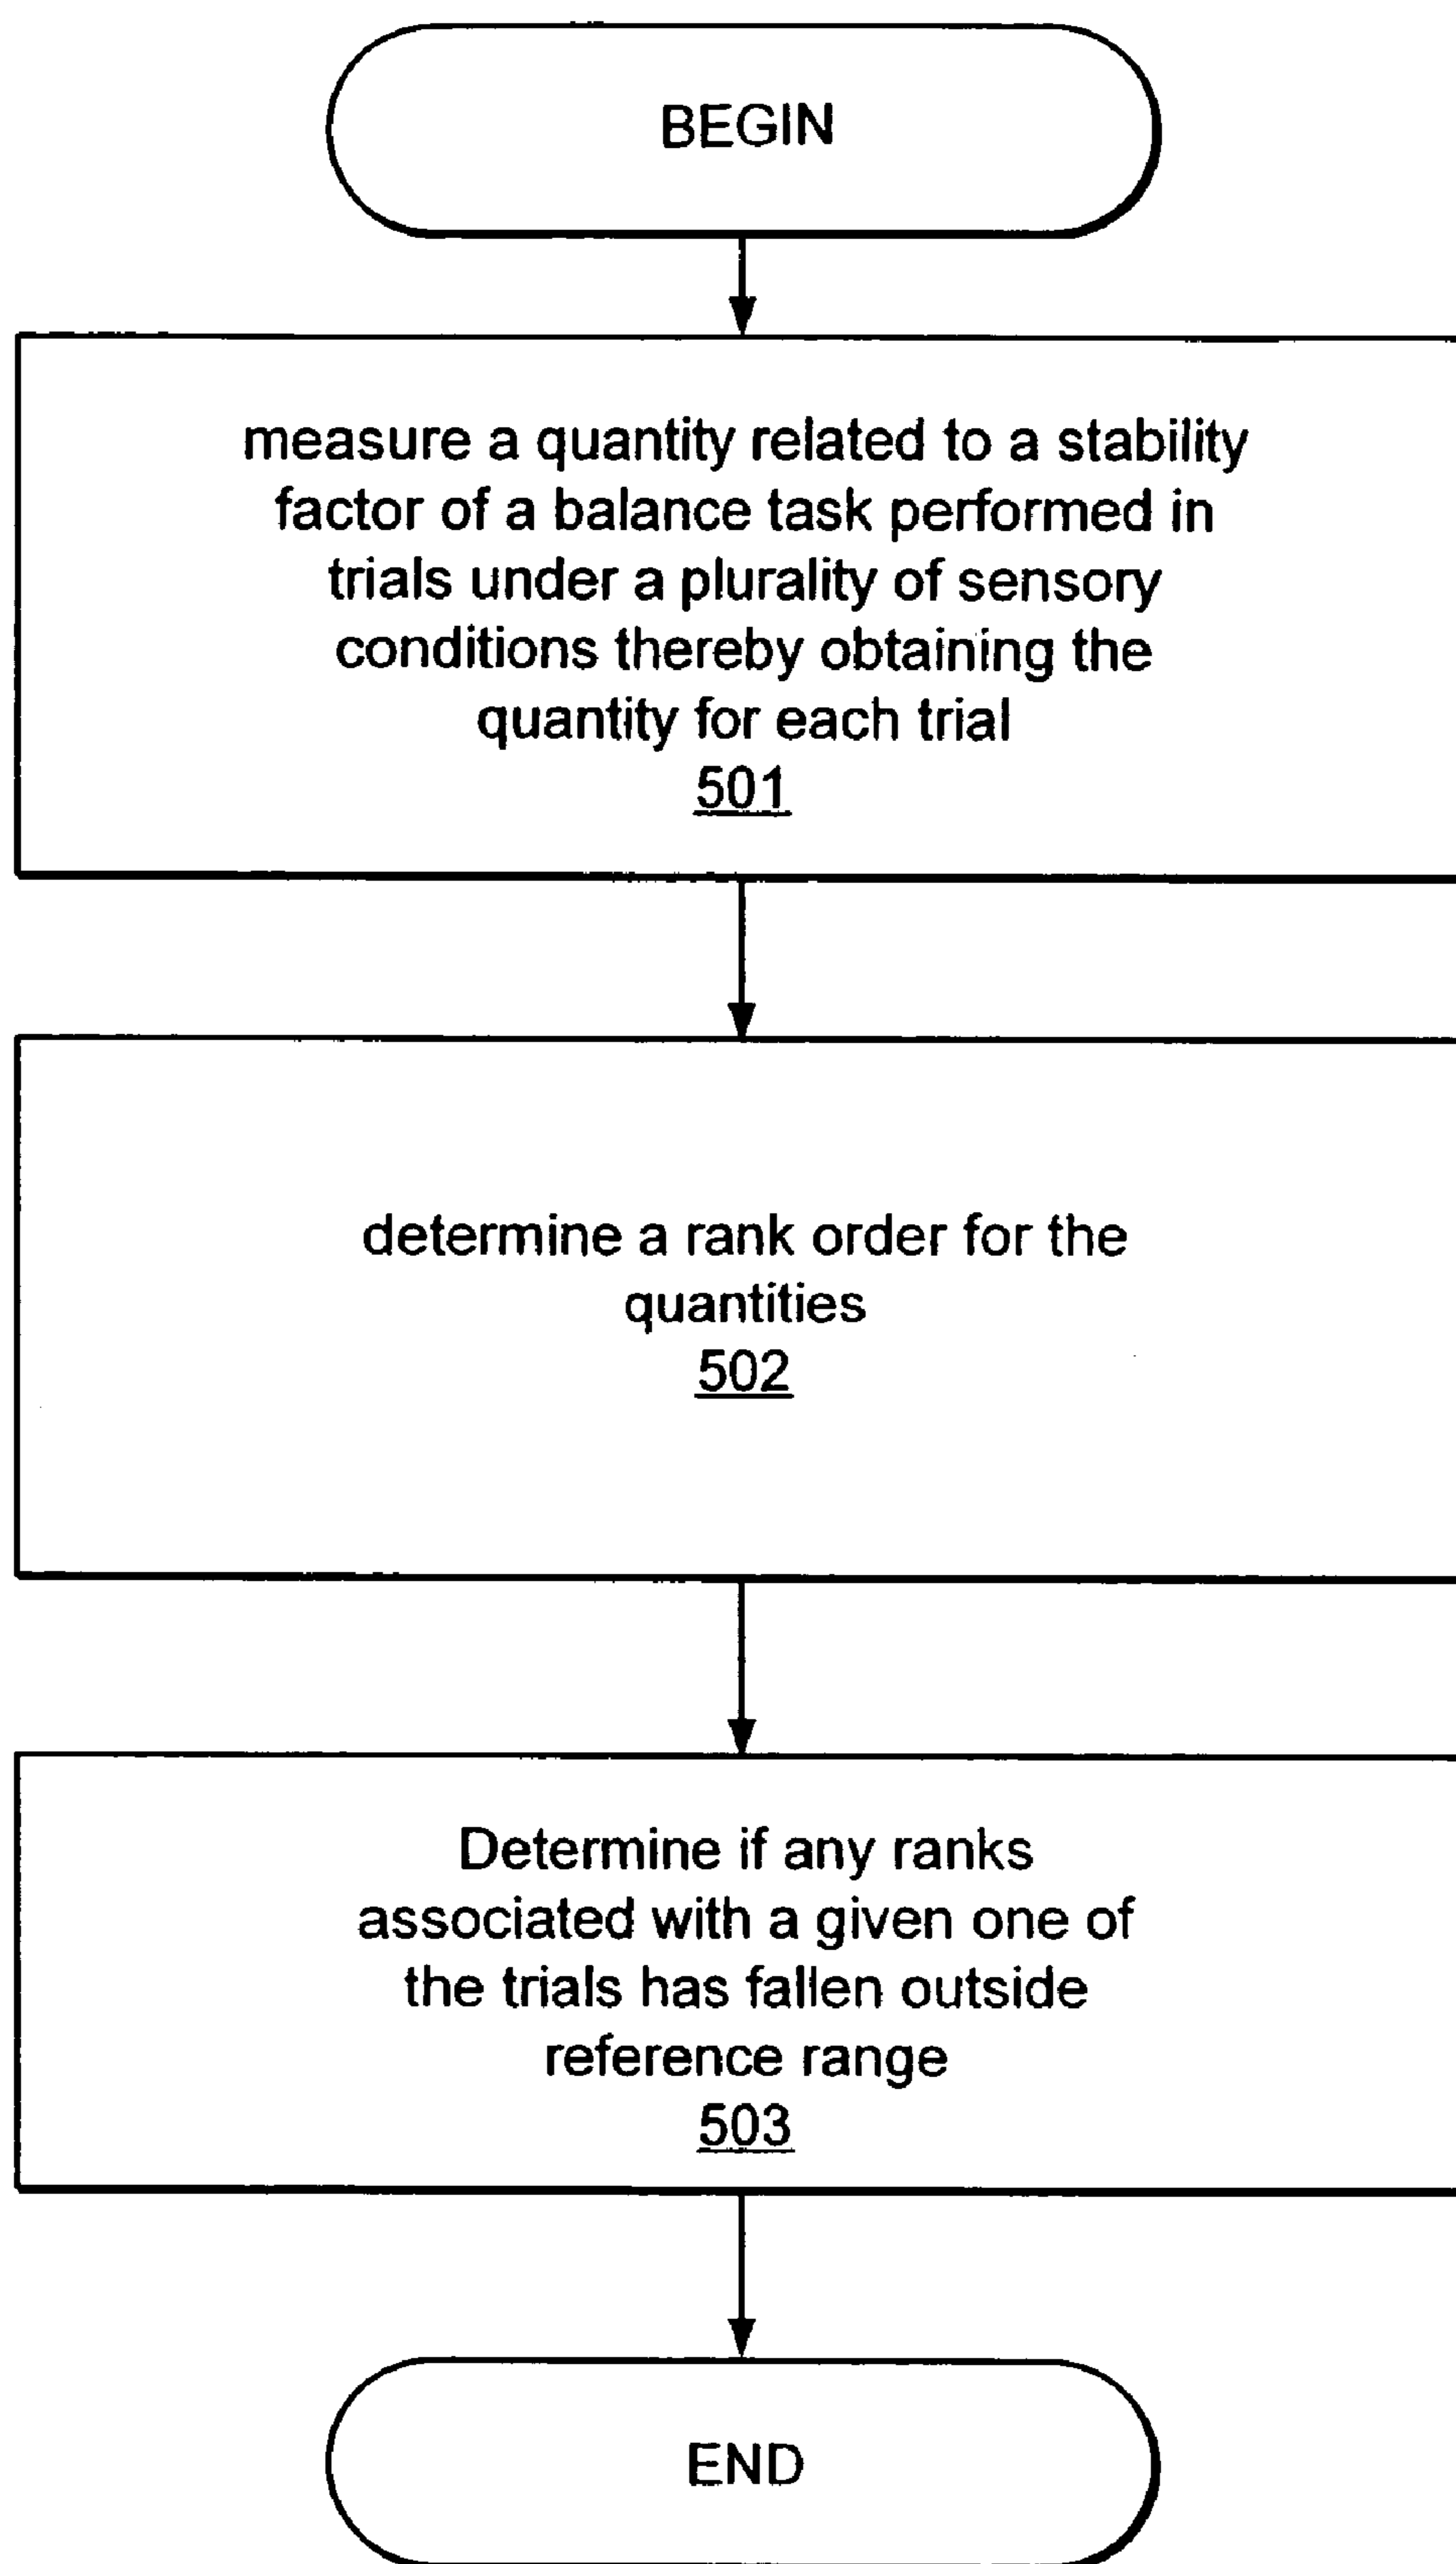 BEGIN
measure a quantity related to a stability
factor of a balance task performed in
trials under a plurality of sensory
conditions thereby obtaining the
quantity for each trial
501
determine a rank order for the
quantities
502
Determine if any ranks
associated with a given one of
the trials has fallen outside
reference range
503
END